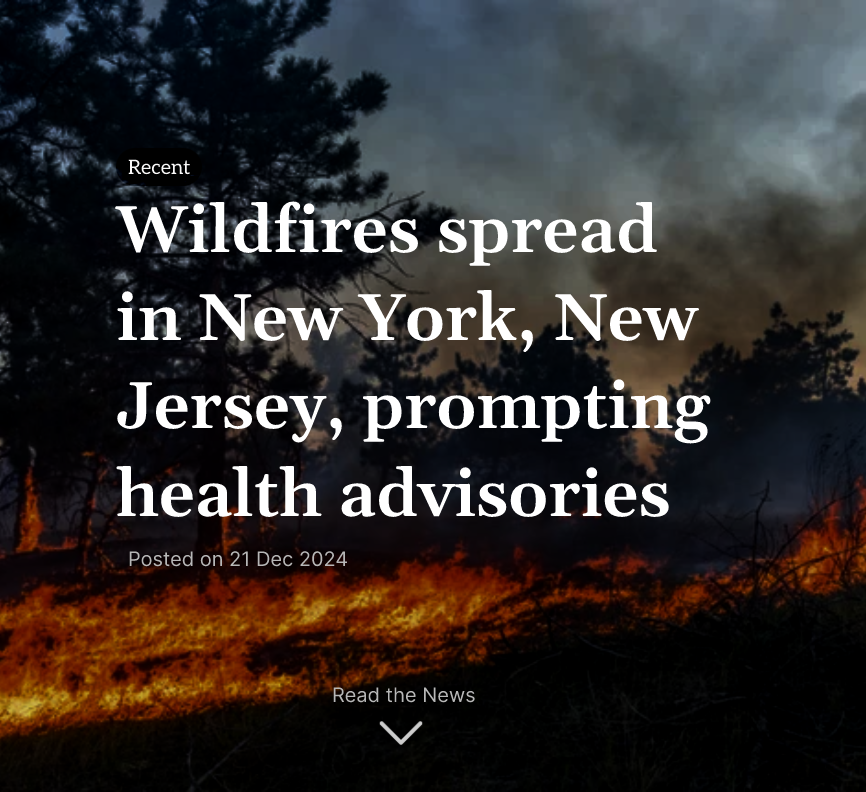 Recent
Wildfires spread
in New York, New
Jersey, prompting
health advisories
Posted on 21 Dec 2024
Read the News